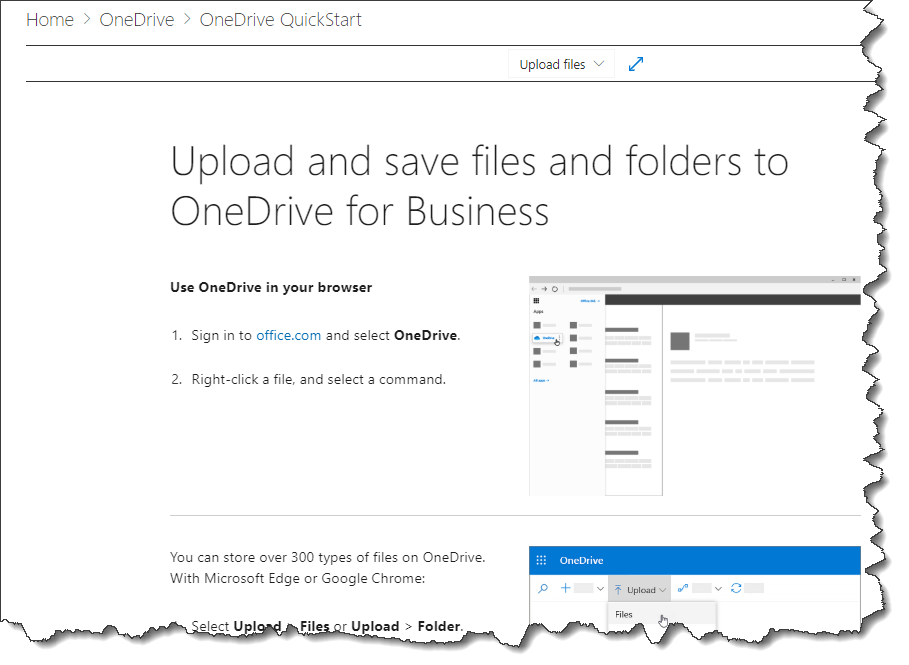 Home > OneDrive > OneDrive QuickStart
Upload files
Upload and save files and folders to
OneDrive for Business
Use OneDrive in your browser
1. Sign in to office.com and select OneDrive.
2. Right-click a file, and select a command.
Apps
OneDrive
All apps →
You can store over 300 types of files on OneDrive.
With Microsoft Edge or Google Chrome:
Select Upload > Files or Upload > Folder.
OneDrive
Upload
Files